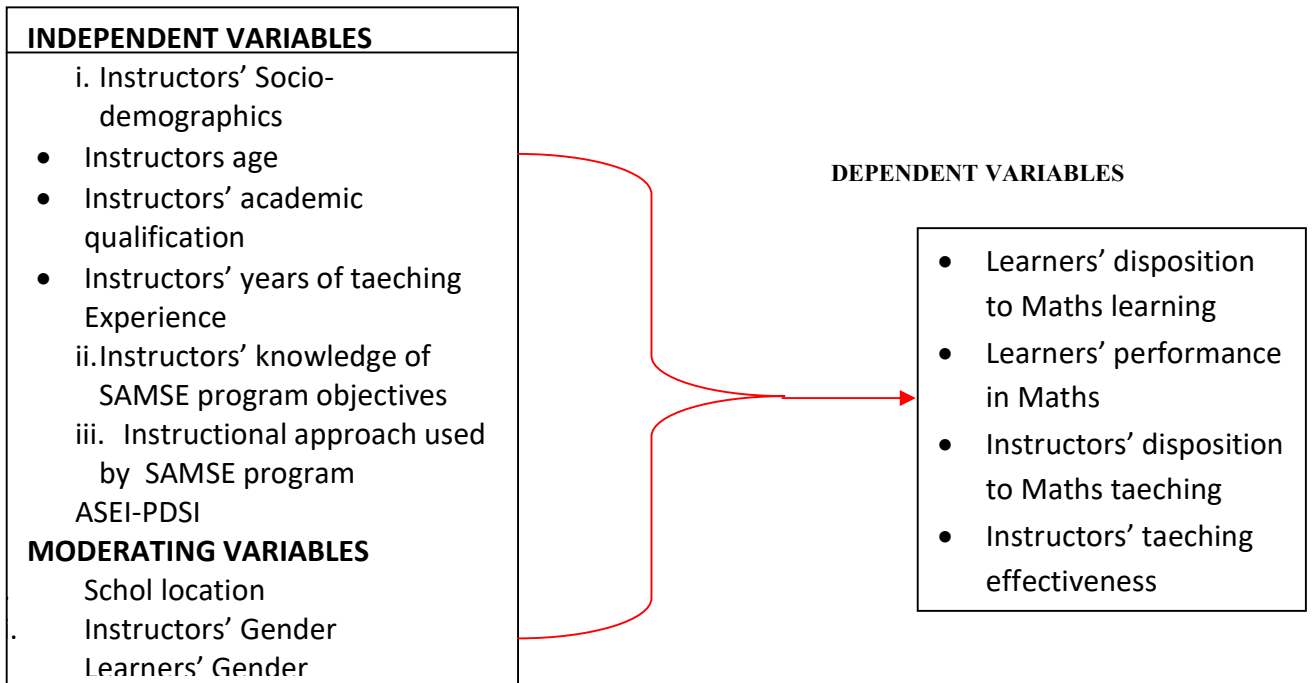 INDEPENDENT VARIABLES
i. Instructors’ Socio-
demographics
• Instructors age
• Instructors’ academic
qualification
• Instructors’ years of taeching
Experience
ii.Instructors’ knowledge of
SAMSE program objectives
iii. Instructional approach used
by SAMSE program
ASEI-PDSI
MODERATING VARIABLES
Schol location
. Instructors’ Gender
Learners’ Gender
DEPENDENT VARIABLES
• Learners’ disposition
to Maths learning
• Learners’ performance
in Maths
• Instructors’ disposition
to Maths taeching
• Instructors’ taeching
effectiveness